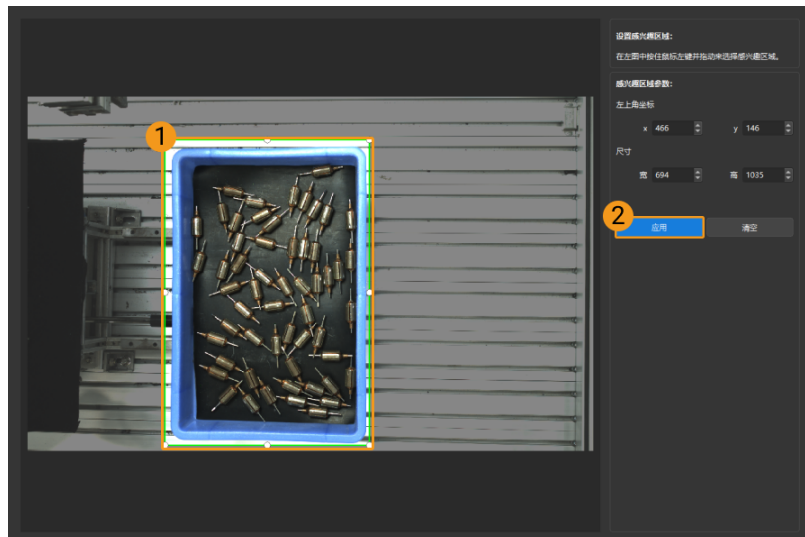 1
设置感兴趣区域：
在左图中按住鼠标左键并拖动来选择感兴趣区域。
感兴趣区域参数：
左上角坐标
x 466 y 146
尺寸
宽 694 高 1035
2
应用 清空